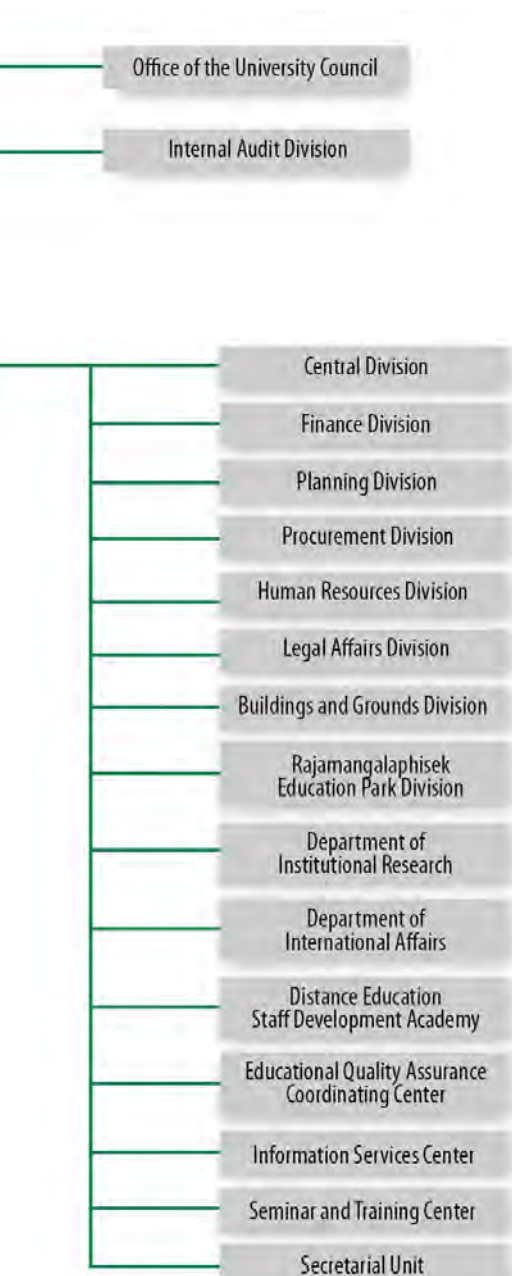 Office of the University Council
Internal Audit Division
Central Division
Finance Division
Planning Division
Procurement Division
Human Resources Division
Legal Affairs Division
Buildings and Grounds Division
Rajamangalaphisek
Education Park Division
Department of
Institutional Research
Department of
International Affairs
Distance Education
Staff Development Academy
Educational Quality Assurance
Coordinating Center
Information Services Center
Seminar and Training Center
Secretarial Unit